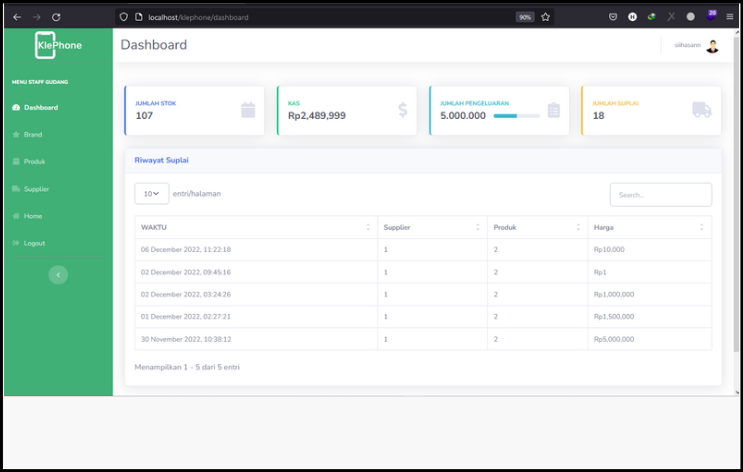 localhost/klephone/dashboard
90%
20
KlePhone
Dashboard
sihasann
MENU STAFF GUDANG
Dashboard
Brand
Produk
Supplier
Home
Logout
JUMLAH STOK
107
KAS
Rp2,489,999
JUMLAH PENGELUARAN
5.000.000
JUMLAH SUPLAI
18
Riwayat Suplai
10 entri/halaman
Search...
WAKTU Supplier Produk Harga
06 December 2022, 11:22:18 1 2 Rp10,000
02 December 2022, 09:45:16 1 2 Rp1
02 December 2022, 03:24:26 1 2 Rp1,000,000
01 December 2022, 02:27:21 1 2 Rp1,500,000
30 November 2022, 10:38:12 1 2 Rp5,000,000
Menampilkan 1 - 5 dari 5 entri